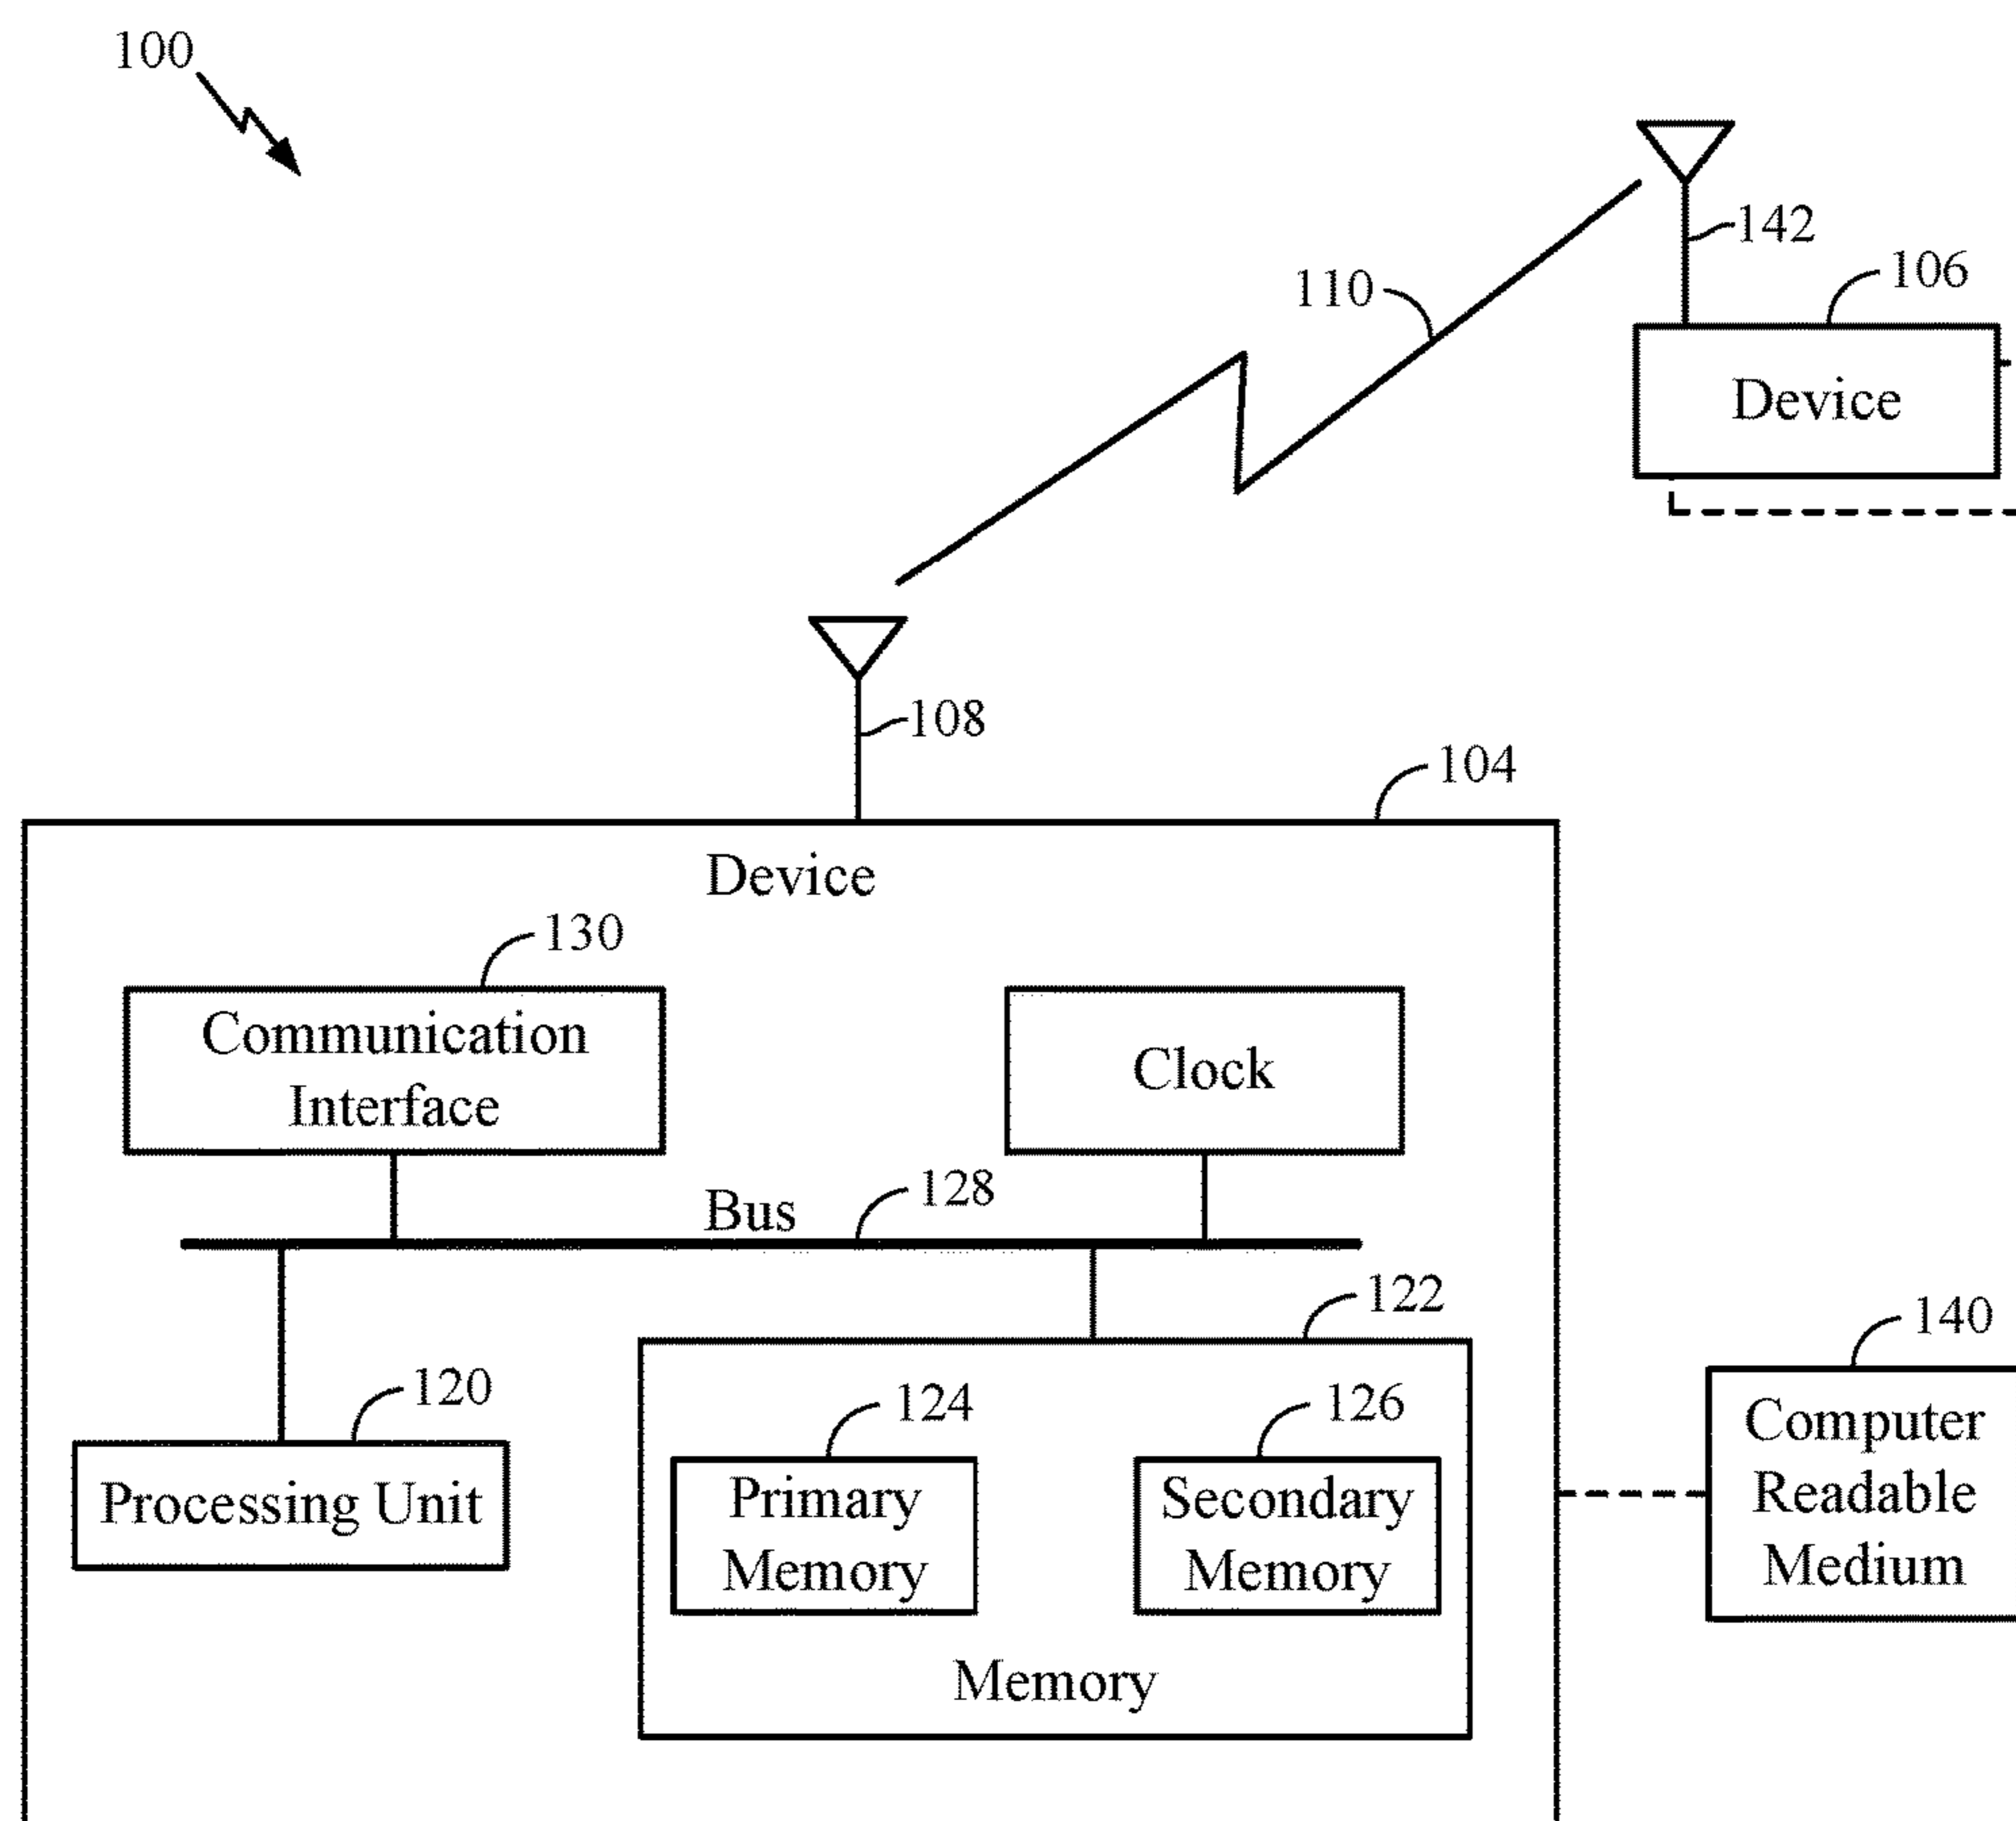 100
142
106
110
Device
108
104
Device
130
Communication
Interface
Clock
Bus
128
122
140
120
124
126
Processing Unit
Primary
Memory
Secondary
Memory
Memory
Computer
Readable
Medium